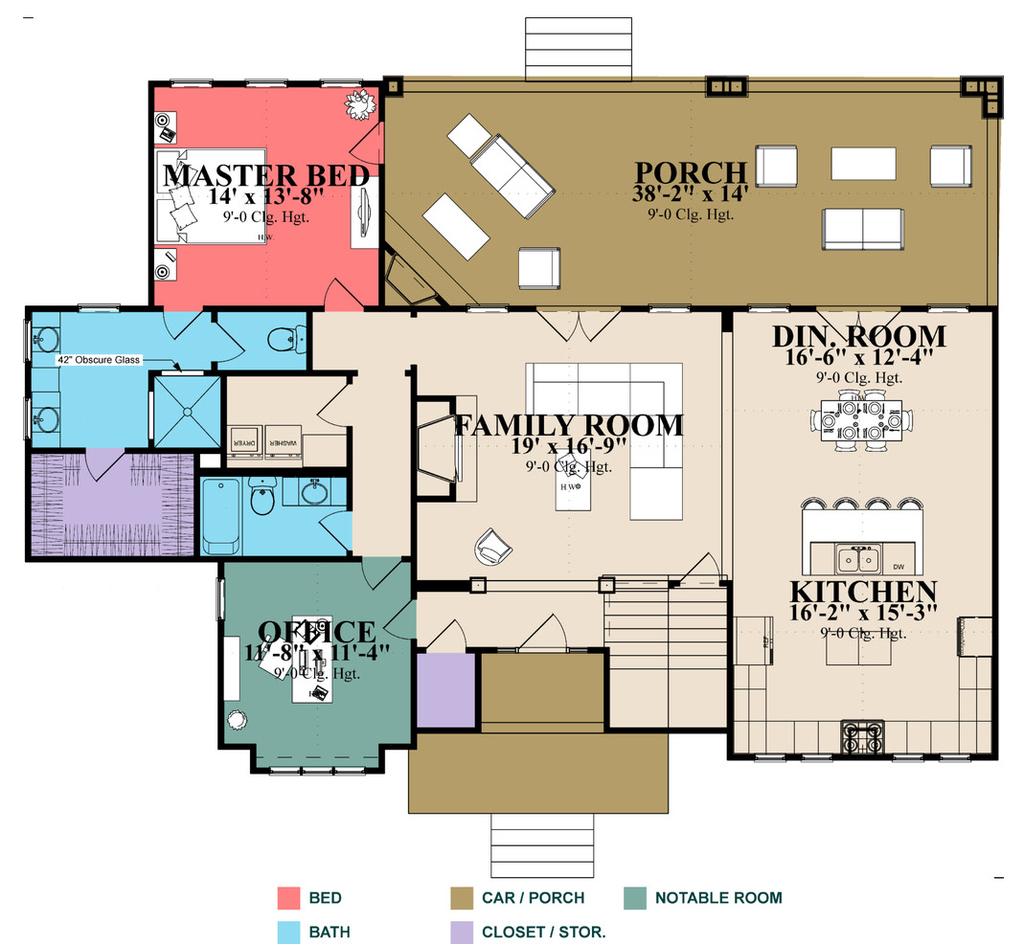 MASTER BED
14' x 13'-8"
9'-0 Clg. Hgt.
H.W.
PORCH
38'-2" x 14'
9'-0 Clg. Hgt.
42" Obscure Glass
DIN. ROOM
16'-6" x 12'-4"
9'-0 Clg. Hgt.
H.W.
FAMILY ROOM
19' x 16'-9"
9'-0 Clg. Hgt.
H.W.
DRYER
WASHER
DW
KITCHEN
16'-2" x 15'-3"
9'-0 Clg. Hgt.
REF
OFFICE
11'-8" x 11'-4"
9'-0 Clg. Hgt.
BED
CAR / PORCH
NOTABLE ROOM
BATH
CLOSET / STOR.